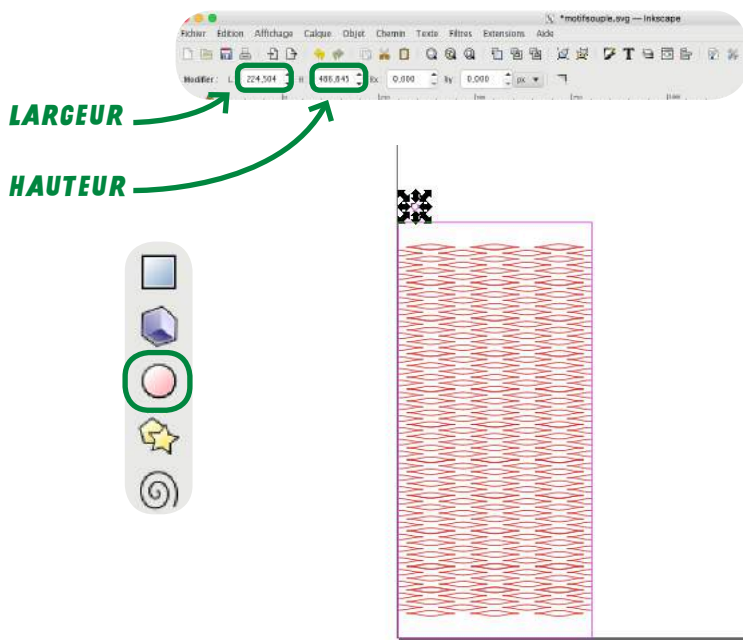 *motifsouple.svg — Inkscape
Fichier Édition Affichage Calque Objet Chemin Texte Filtres Extensions Aide
Modifier : L: 224,504 H: 486,845 Rx: 0,000 Ry: 0,000 px
LARGEUR
HAUTEUR